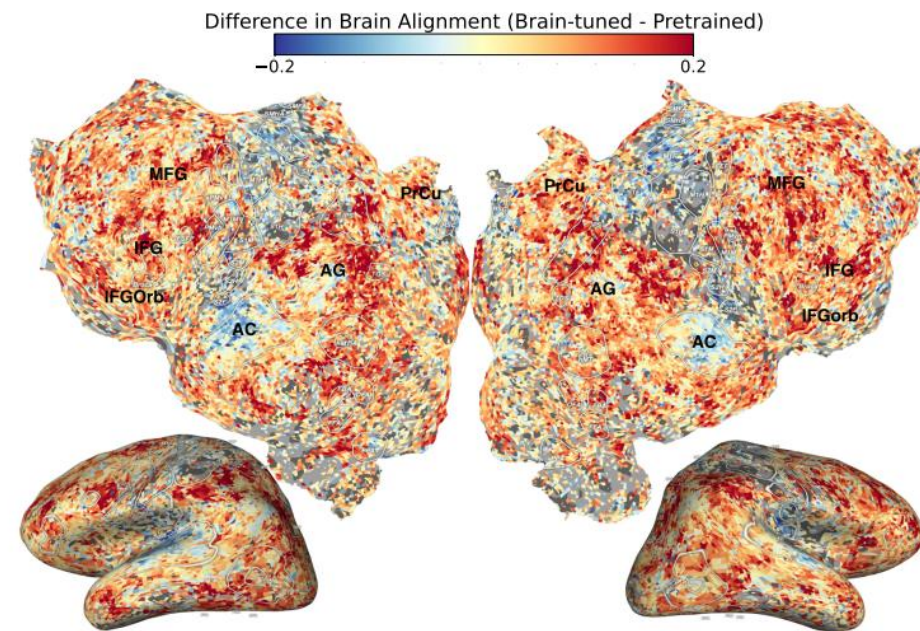 Difference in Brain Alignment (Brain-tuned - Pretrained)
−0.2 0.2
MFG PrCu PrCu MFG
IFG AG AG IFG
IFGOrb IFGorb
AC AC